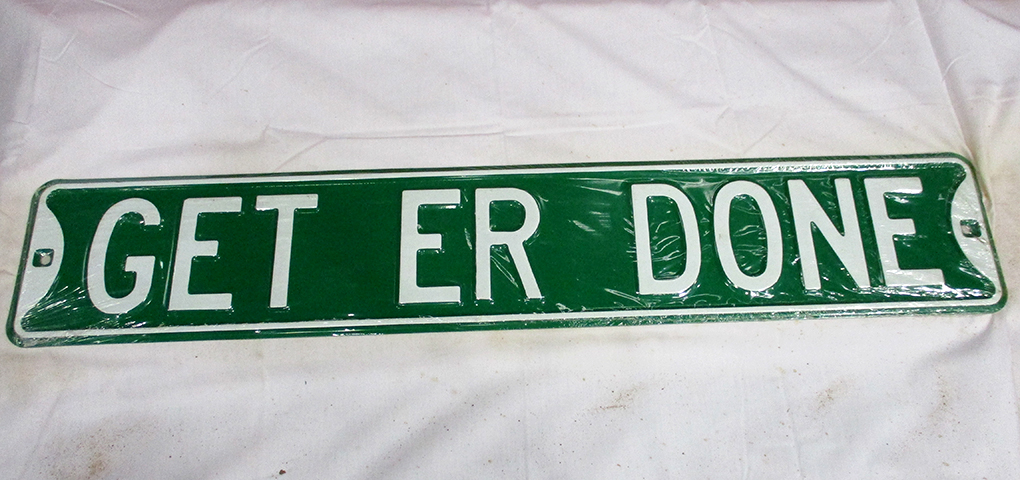 GET ER DONE